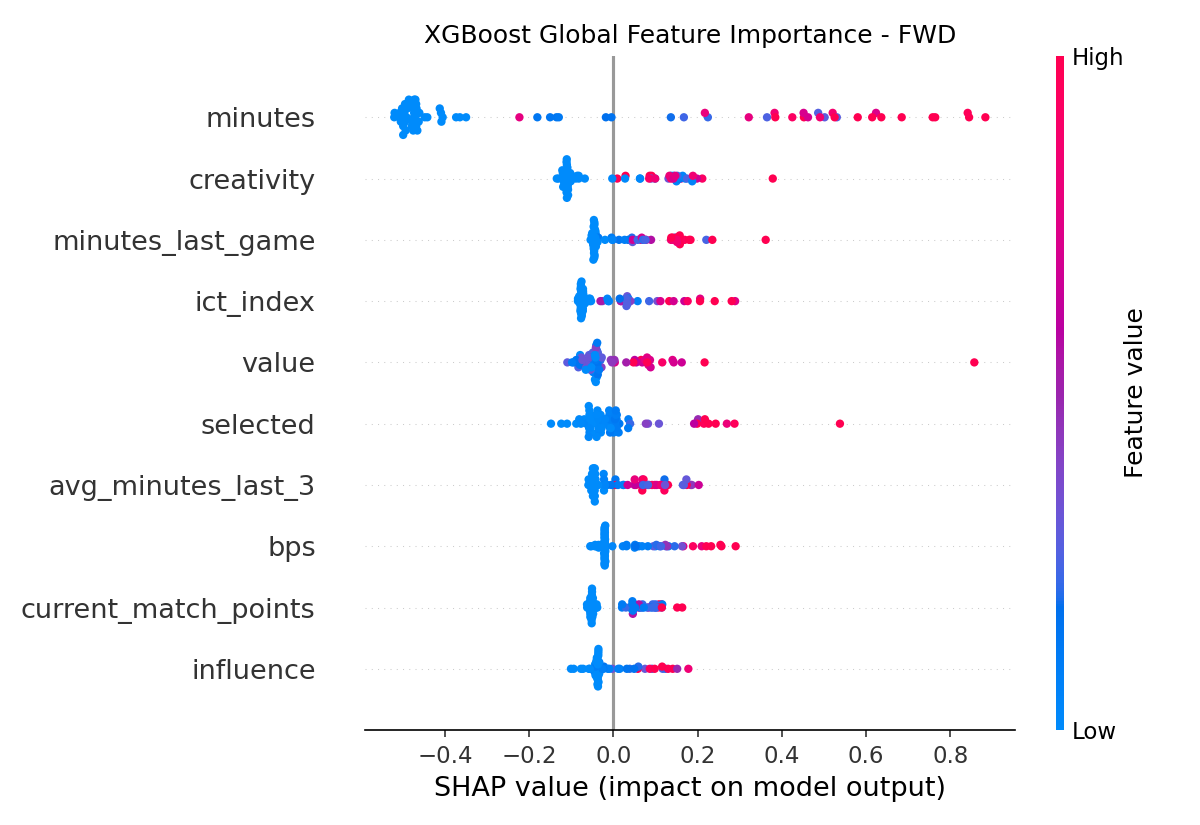 XGBoost Global Feature Importance - FWD
High
minutes
creativity
minutes_last_game
ict_index
value
selected
avg_minutes_last_3
bps
current_match_points
influence
Feature value
Low
−0.4 −0.2 0.0 0.2 0.4 0.6 0.8
SHAP value (impact on model output)